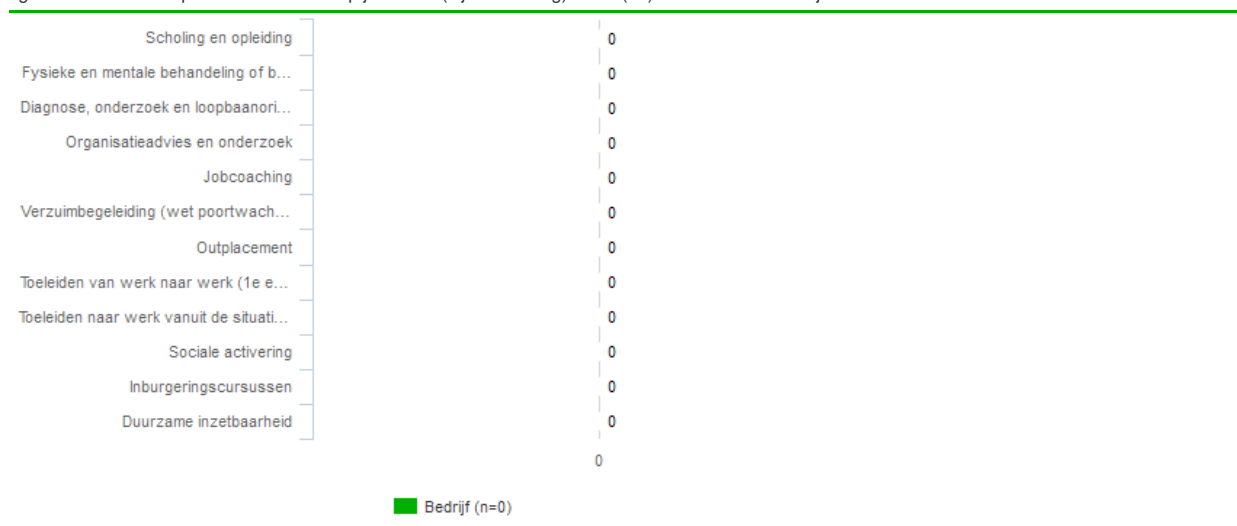 Scholing en opleiding 0
Fysieke en mentale behandeling of b... 0
Diagnose, onderzoek en loopbaanori... 0
Organisatieadvies en onderzoek 0
Jobcoaching 0
Verzuimbegeleiding (wet poortwach... 0
Outplacement 0
Toeleiden van werk naar werk (1e e... 0
Toeleiden naar werk vanuit de situati... 0
Sociale activering 0
Inburgeringscursussen 0
Duurzame inzetbaarheid 0
0
Bedrijf (n=0)